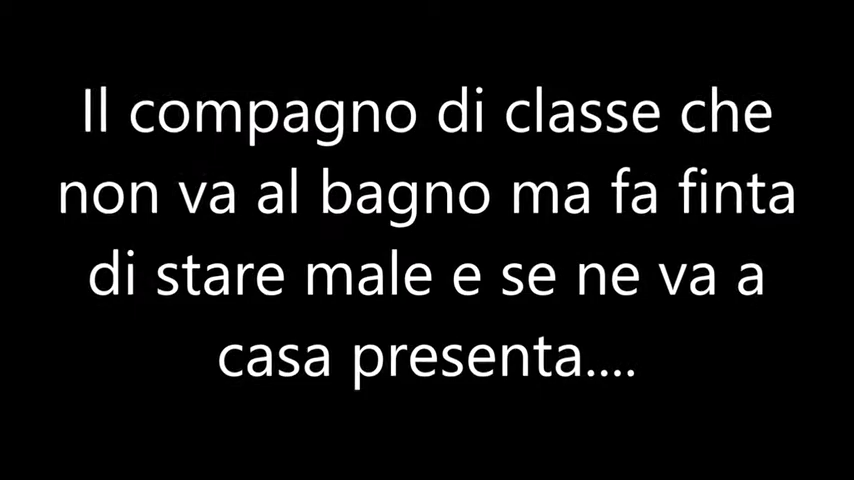 Il compagno di classe che
non va al bagno ma fa finta
di stare male e se ne va a
casa presenta....